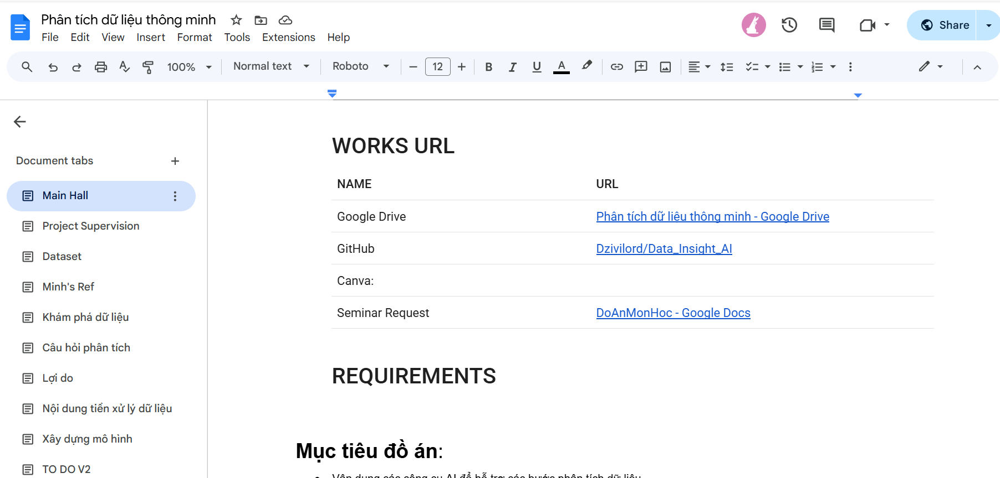 Phân tích dữ liệu thông minh
File Edit View Insert Format Tools Extensions Help
Share
100% Normal text Roboto 12
Document tabs
Main Hall
Project Supervision
Dataset
Minh's Ref
Khám phá dữ liệu
Câu hỏi phân tích
Lợi do
Nội dung tiền xử lý dữ liệu
Xây dựng mô hình
TO DO V2
WORKS URL
NAME URL
Google Drive Phân tích dữ liêu thông minh - Google Drive
GitHub Dzivilord/Data_Insight_AI
Canva:
Seminar Request DoAnMonHoc - Google Docs
REQUIREMENTS
Mục tiêu đồ án:
Vận dụng các công cụ AI để hỗ trợ các bước phân tích dữ liệu